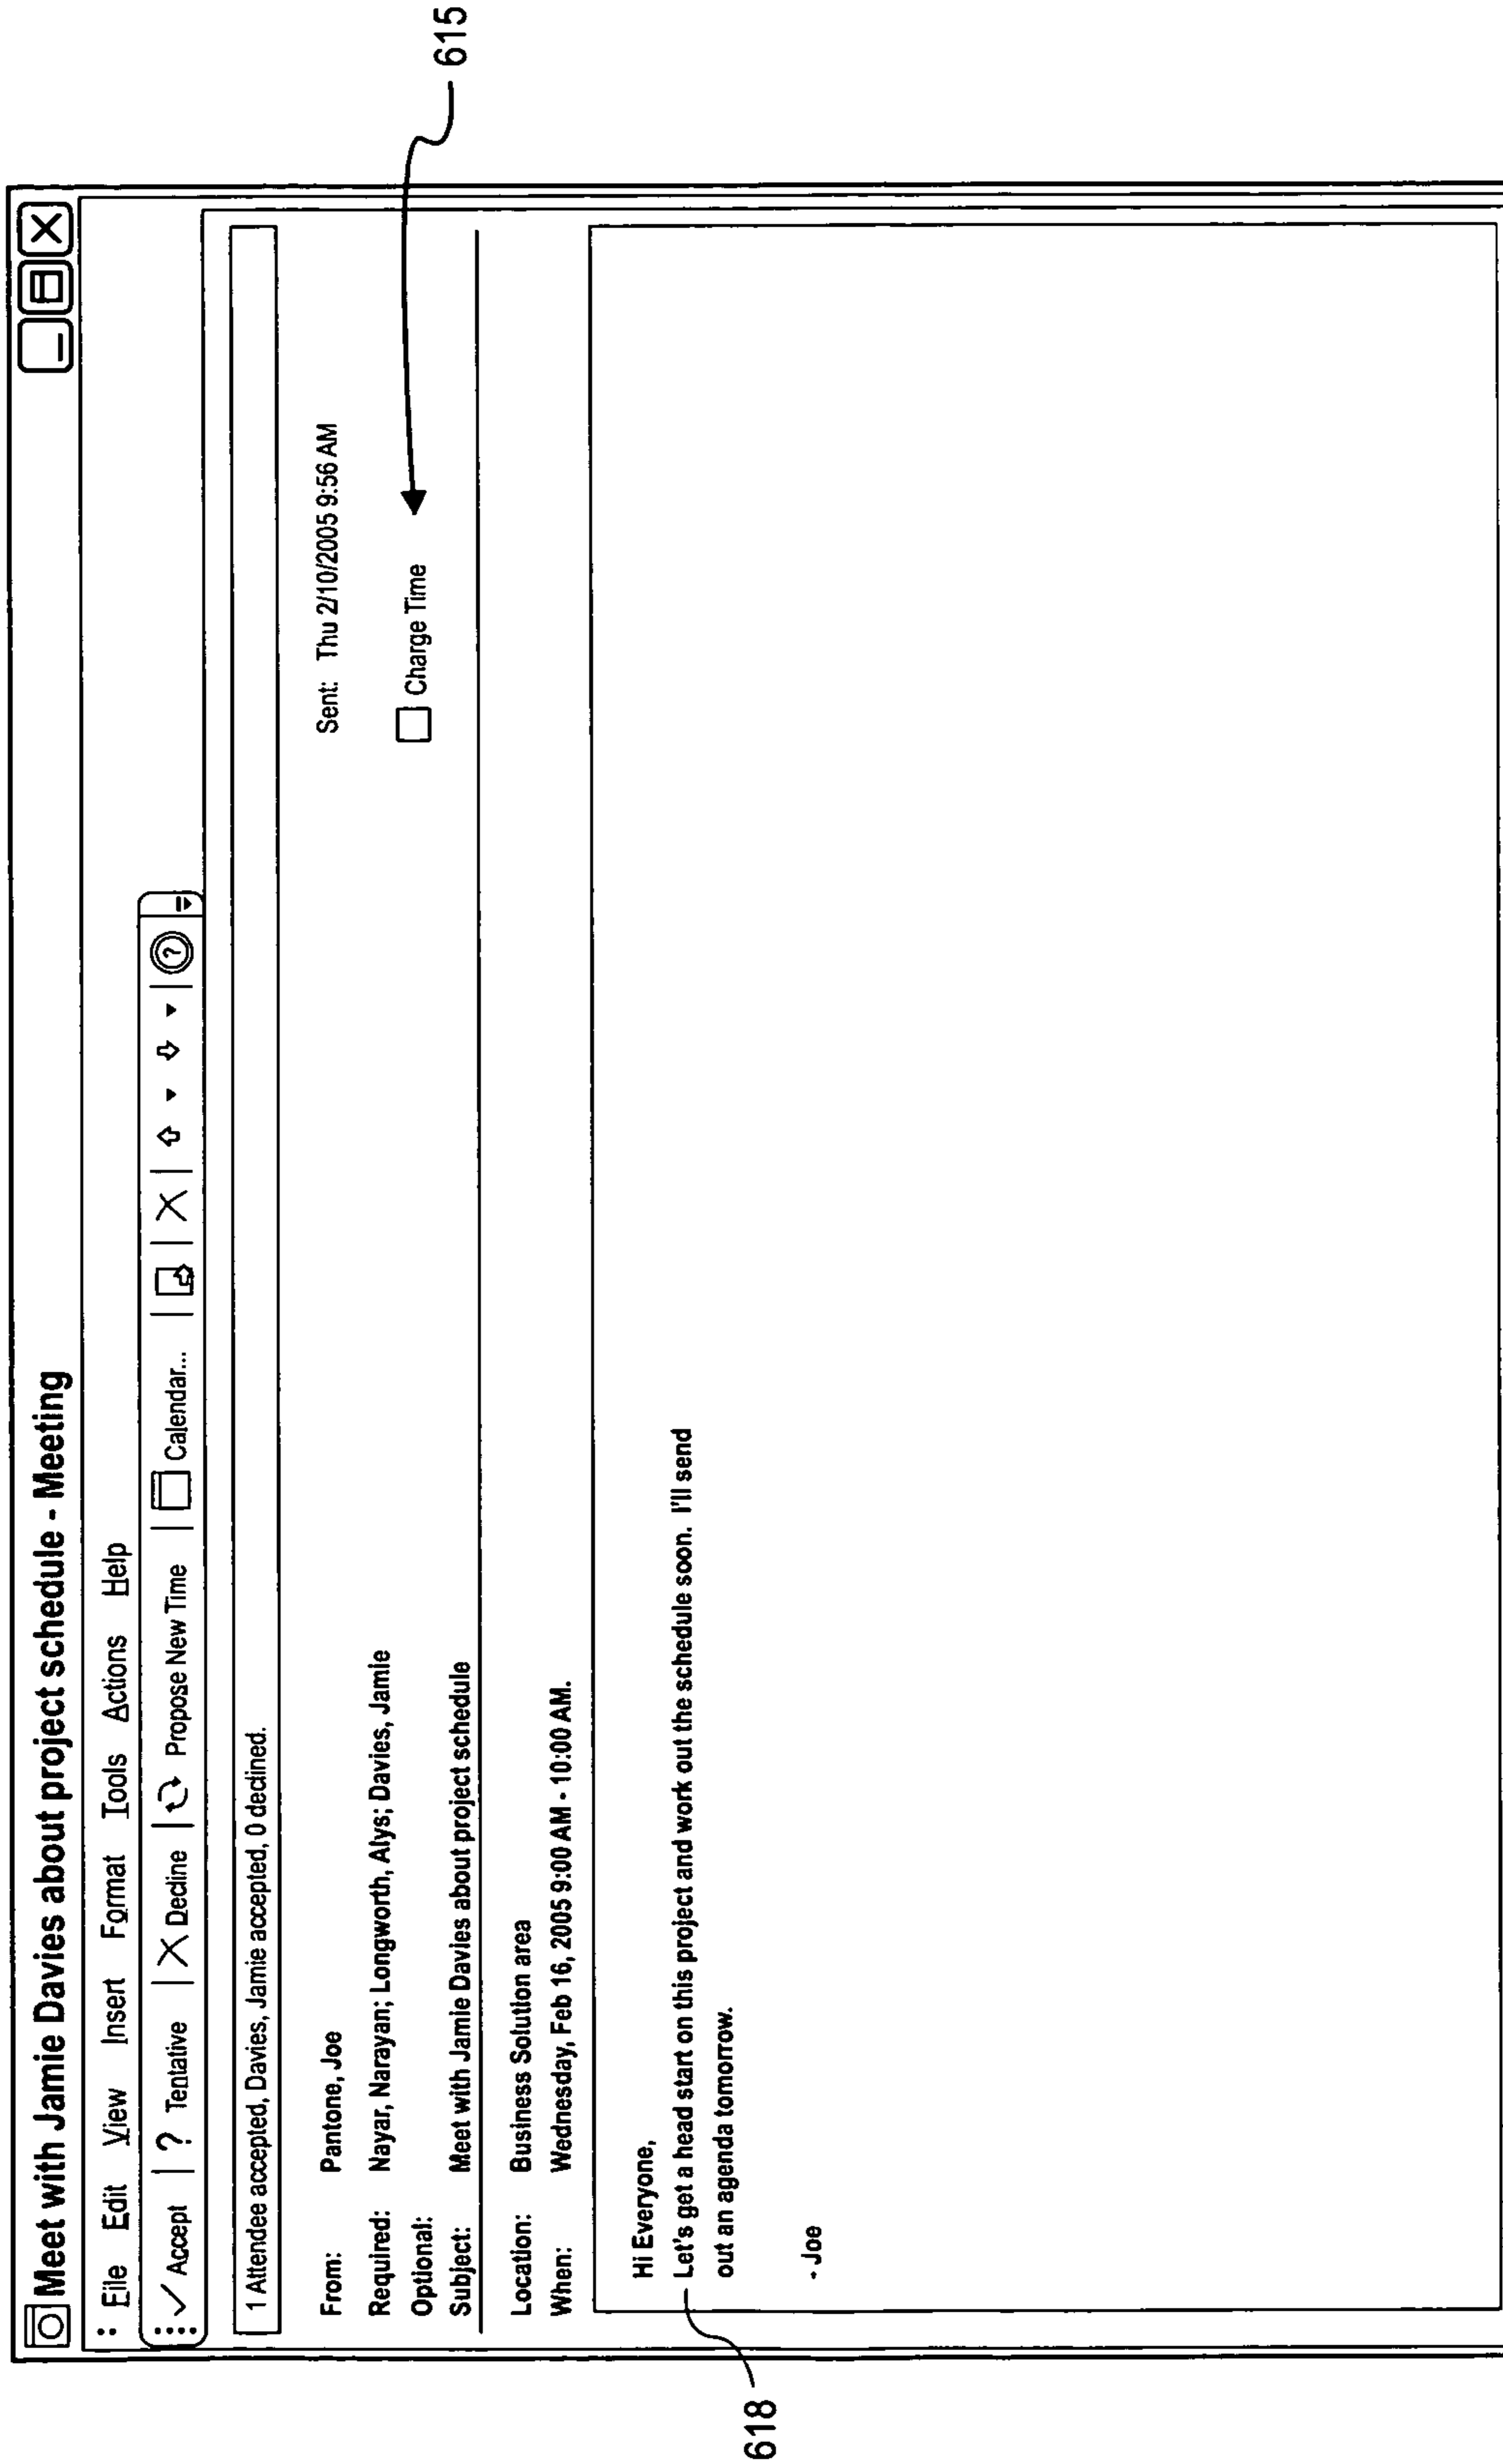 Meet with Jamie Davies about project schedule - Meeting
File Edit View Insert Format Tools Actions Help
Accept ? Tentative Decline Propose New Time Calendar... ?
1 Attendee accepted, Davies, Jamie accepted, 0 declined.
From: Pantone, Joe Sent: Thu 2/10/2005 9:56 AM
Required: Nayar, Narayan; Longworth, Alys; Davies, Jamie
Optional: Charge Time
615
Subject: Meet with Jamie Davies about project schedule
Location: Business Solution area
When: Wednesday, Feb 16, 2005 9:00 AM - 10:00 AM.
Hi Everyone,
Let's get a head start on this project and work out the schedule soon. I'll send
out an agenda tomorrow.
618
- Joe